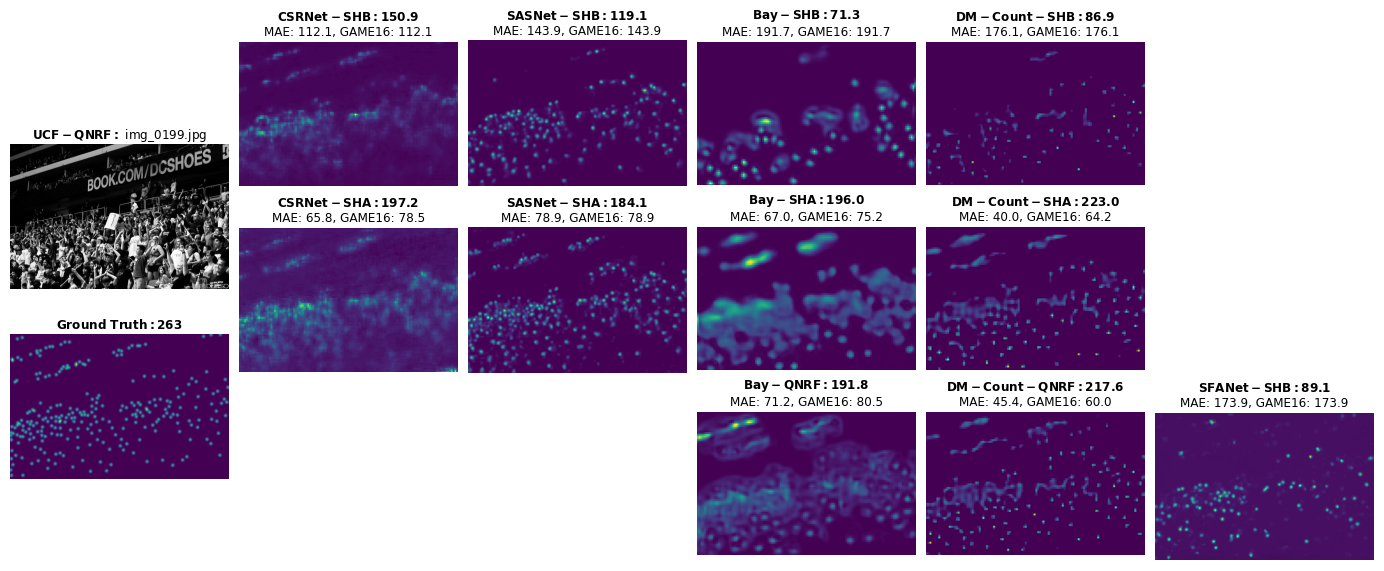 CSRNet-SHB: 150.9
MAE: 112.1, GAME16: 112.1
SASNet-SHB: 119.1
MAE: 143.9, GAME16: 143.9
Bay-SHB: 71.3
MAE: 191.7, GAME16: 191.7
DM-Count-SHB: 86.9
MAE: 176.1, GAME16: 176.1
UCF-QNRF: img_0199.jpg
BOOK.COM/DCSHOES
CSRNet-SHA: 197.2
MAE: 65.8, GAME16: 78.5
SASNet-SHA: 184.1
MAE: 78.9, GAME16: 78.9
Bay-SHA: 196.0
MAE: 67.0, GAME16: 75.2
DM-Count-SHA: 223.0
MAE: 40.0, GAME16: 64.2
Ground Truth: 263
Bay-QNRF: 191.8
MAE: 71.2, GAME16: 80.5
DM-Count-QNRF: 217.6
MAE: 45.4, GAME16: 60.0
SFANet-SHB: 89.1
MAE: 173.9, GAME16: 173.9